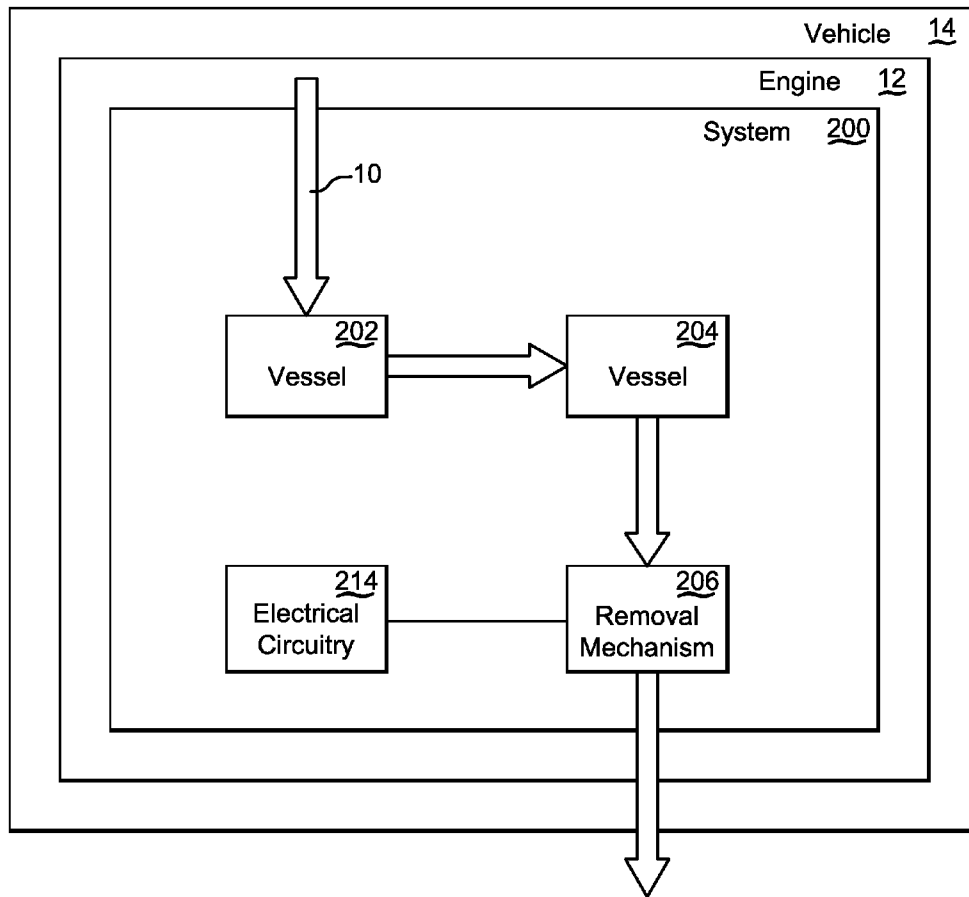 Vehicle 14
Engine 12
System 200
10
202
Vessel
204
Vessel
214
Electrical
Circuitry
206
Removal
Mechanism